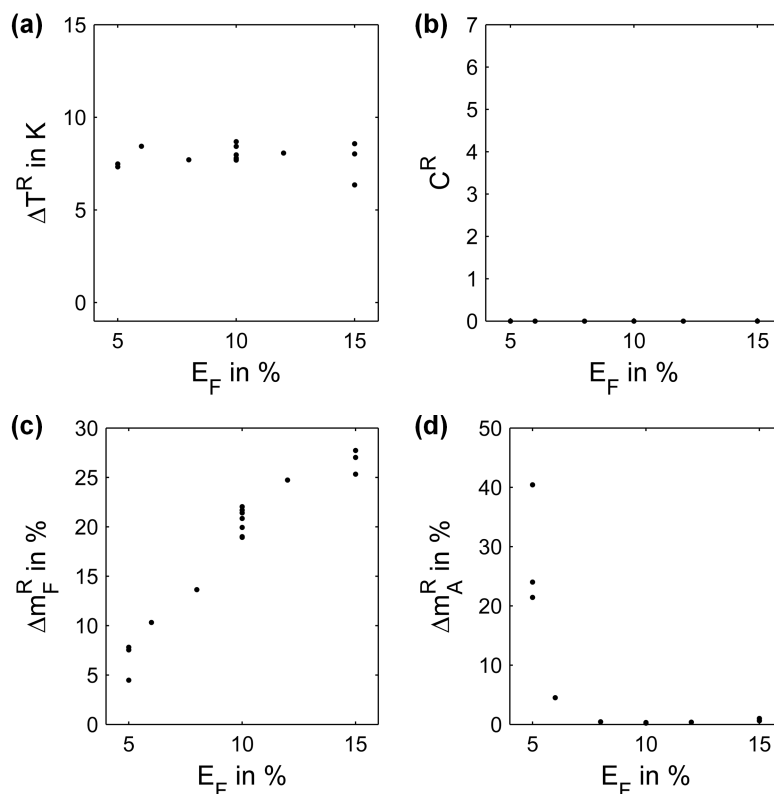 (a)
15
10
5
0
ΔT^R in K
5 10 15
E_F in %
(b)
7
6
5
4
3
2
1
0
C^R
5 10 15
E_F in %
(c)
30
25
20
15
10
5
0
Δm_F^R in %
5 10 15
E_F in %
(d)
50
40
30
20
10
0
Δm_A^R in %
5 10 15
E_F in %